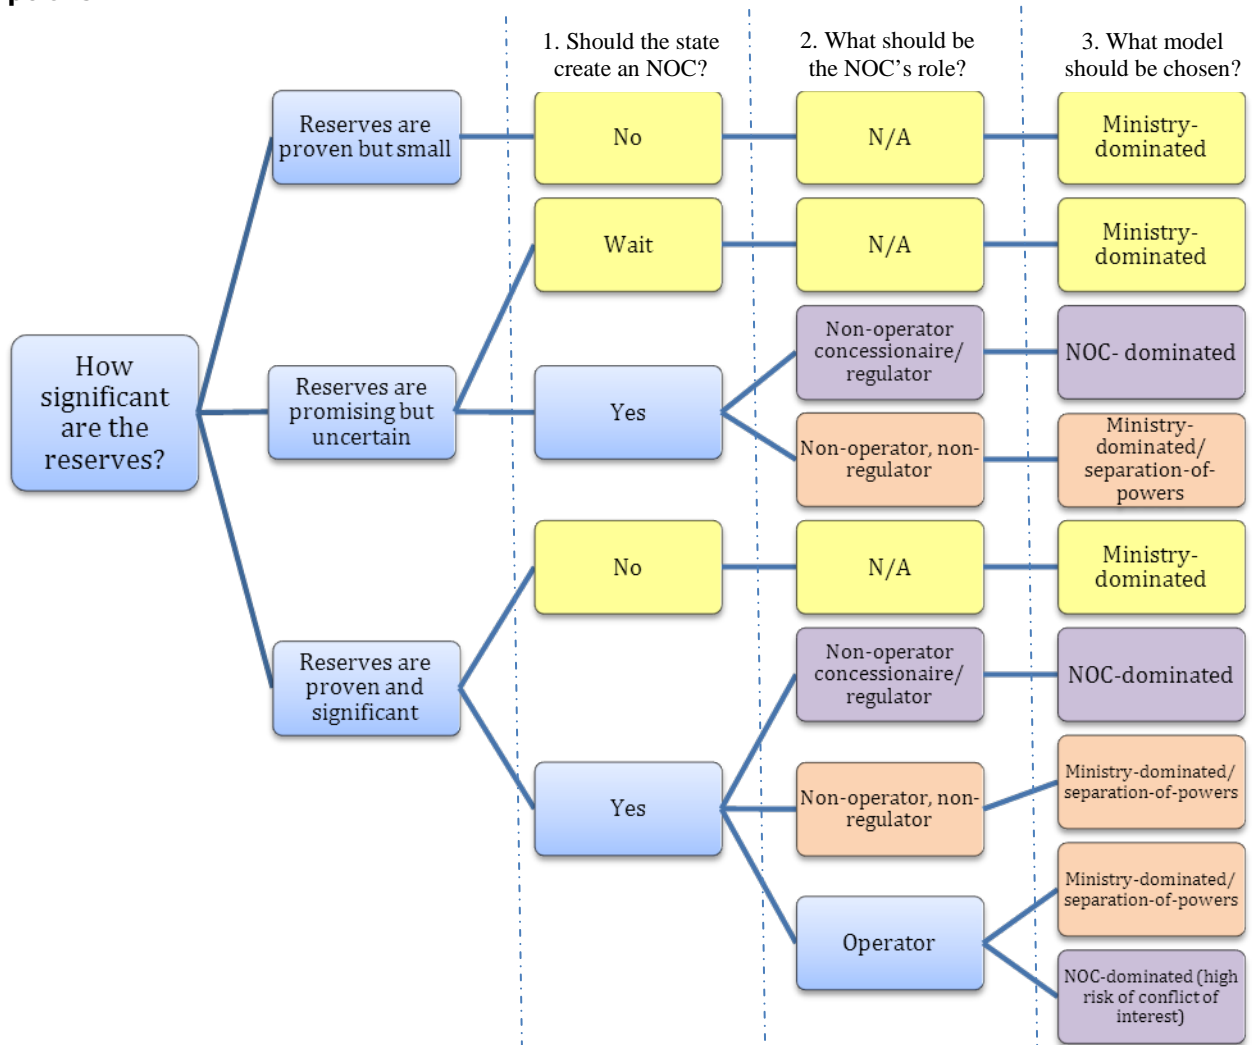 1. Should the state
create an NOC?
2. What should be
the NOC's role?
3. What model
should be chosen?
Reserves are
proven but small
No
N/A
Ministry-
dominated
Wait
N/A
Ministry-
dominated
How
significant
are the
reserves?
Reserves are
promising but
uncertain
Yes
Non-operator
concessionaire/
regulator
NOC- dominated
Non-operator, non-
regulator
Ministry-
dominated/
separation-of-
powers
Reserves are
proven and
significant
No
N/A
Ministry-
dominated
Yes
Non-operator
concessionaire/
regulator
NOC-dominated
Non-operator, non-
regulator
Ministry-dominated/
separation-of-powers
Operator
Ministry-dominated/
separation-of-powers
NOC-dominated (high
risk of conflict of
interest)